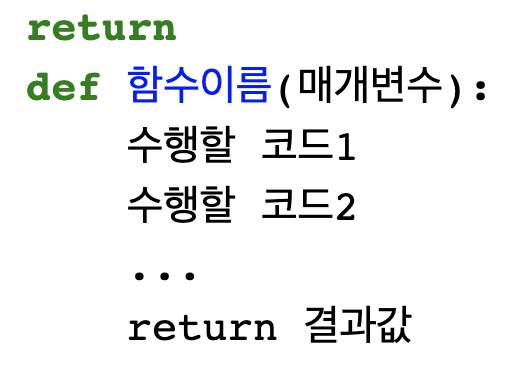 return
def 함수이름(매개변수):
수행할 코드1
수행할 코드2
...
return 결과값